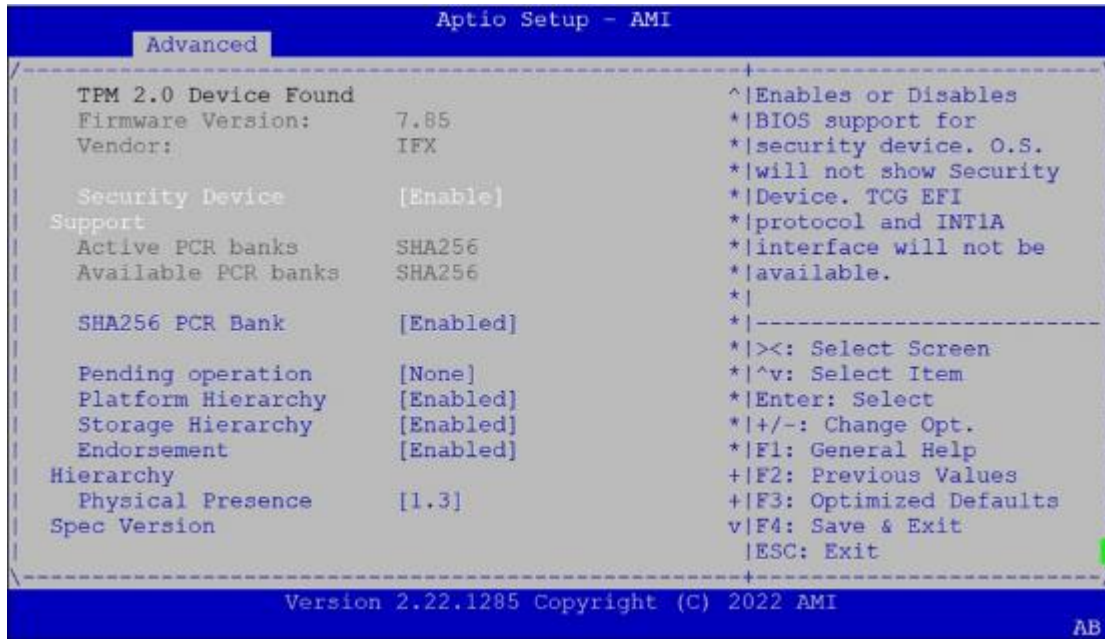 Aptio Setup - AMI
Advanced
TPM 2.0 Device Found
Firmware Version: 7.85
Vendor: IFX
Security Device [Enable]
Support
Active PCR banks SHA256
Available PCR banks SHA256
SHA256 PCR Bank [Enabled]
Pending operation [None]
Platform Hierarchy [Enabled]
Storage Hierarchy [Enabled]
Endorsement [Enabled]
Hierarchy
Physical Presence [1.3]
Spec Version
^|Enables or Disables
*|BIOS support for
*|security device. O.S.
*|will not show Security
*|Device. TCG EFI
*|protocol and INT1A
*|interface will not be
*|available.
*|
*|--------------------------
*|><: Select Screen
*|^v: Select Item
*|Enter: Select
*|+/-: Change Opt.
*|F1: General Help
+|F2: Previous Values
+|F3: Optimized Defaults
v|F4: Save & Exit
|ESC: Exit
Version 2.22.1285 Copyright (C) 2022 AMI
AB